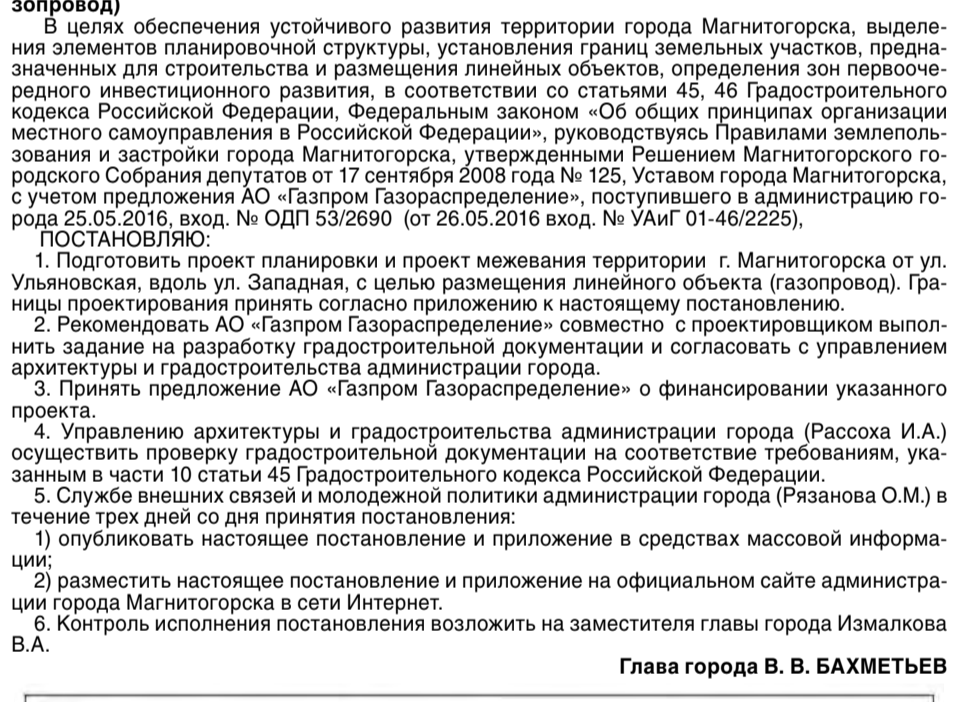 зопровод)
В целях обеспечения устойчивого развития территории города Магнитогорска, выделе-
ния элементов планировочной структуры, установления границ земельных участков, предна-
значенных для строительства и размещения линейных объектов, определения зон первооче-
редного инвестиционного развития, в соответствии со статьями 45, 46 Градостроительного
кодекса Российской Федерации, Федеральным законом «Об общих принципах организации
местного самоуправления в Российской Федерации», руководствуясь Правилами землеполь-
зования и застройки города Магнитогорска, утвержденными Решением Магнитогорского го-
родского Собрания депутатов от 17 сентября 2008 года № 125, Уставом города Магнитогорска,
с учетом предложения АО «Газпром Газораспределение», поступившего в администрацию го-
рода 25.05.2016, вход. № ОДП 53/2690 (от 26.05.2016 вход. № УАиГ 01-46/2225),
ПОСТАНОВЛЯЮ:
1. Подготовить проект планировки и проект межевания территории г. Магнитогорска от ул.
Ульяновская, вдоль ул. Западная, с целью размещения линейного объекта (газопровод). Гра-
ницы проектирования принять согласно приложению к настоящему постановлению.
2. Рекомендовать АО «Газпром Газораспределение» совместно с проектировщиком выпол-
нить задание на разработку градостроительной документации и согласовать с управлением
архитектуры и градостроительства администрации города.
3. Принять предложение АО «Газпром Газораспределение» о финансировании указанного
проекта.
4. Управлению архитектуры и градостроительства администрации города (Рассоха И.А.)
осуществить проверку градостроительной документации на соответствие требованиям, ука-
занным в части 10 статьи 45 Градостроительного кодекса Российской Федерации.
5. Службе внешних связей и молодежной политики администрации города (Рязанова О.М.) в
течение трех дней со дня принятия постановления:
1) опубликовать настоящее постановление и приложение в средствах массовой информа-
ции;
2) разместить настоящее постановление и приложение на официальном сайте администра-
ции города Магнитогорска в сети Интернет.
6. Контроль исполнения постановления возложить на заместителя главы города Измалкова
В.А.
Глава города В. В. БАХМЕТЬЕВ